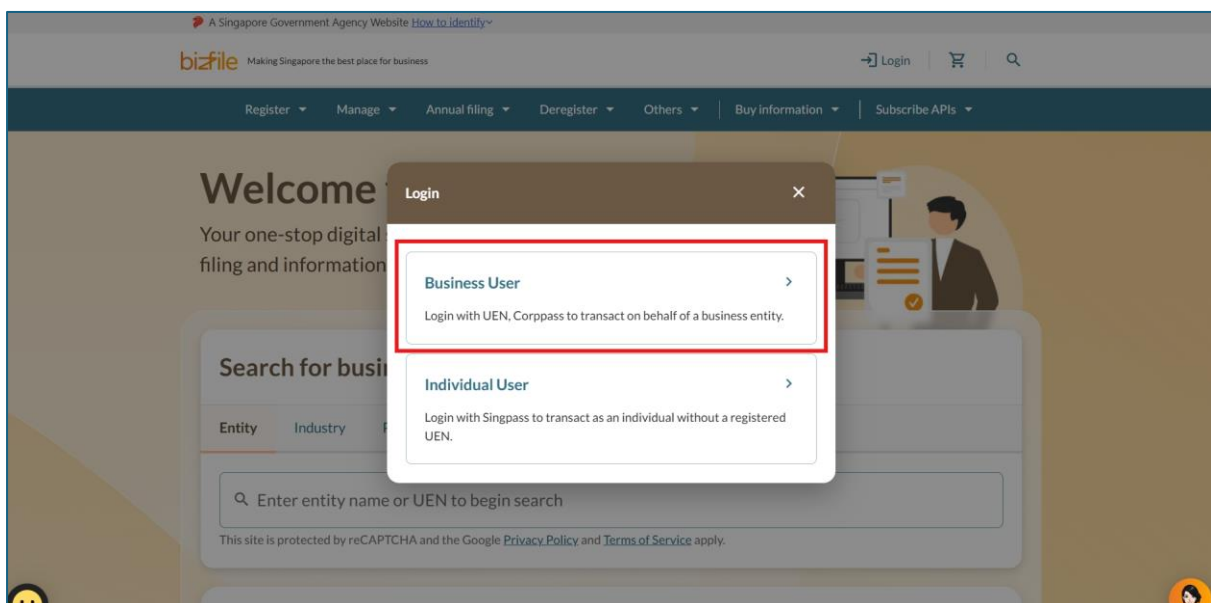 A Singapore Government Agency Website How to identify
bizfile Making Singapore the best place for business
Login
Register Manage Annual filing Deregister Others Buy information Subscribe APIs
Welcome
Login
Your one-stop digital
filing and information
Business User
Login with UEN, Corppass to transact on behalf of a business entity.
Search for busi
Individual User
Login with Singpass to transact as an individual without a registered
UEN.
Entity Industry
Enter entity name or UEN to begin search
This site is protected by reCAPTCHA and the Google Privacy Policy and Terms of Service apply.